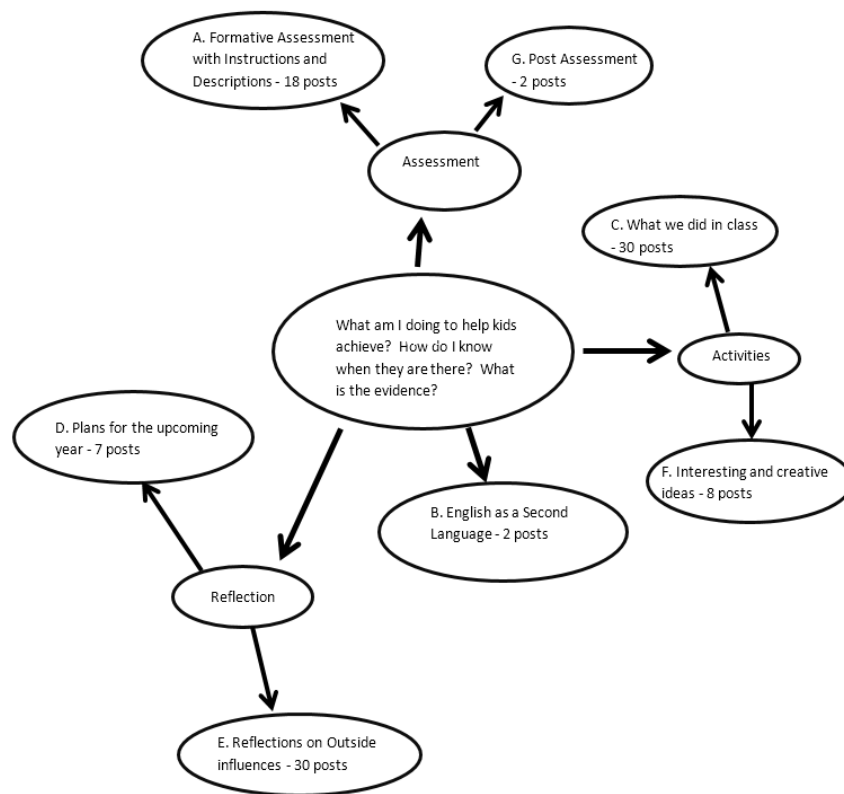 A. Formative Assessment
with Instructions and
Descriptions - 18 posts
G. Post Assessment
- 2 posts
Assessment
C. What we did in class
- 30 posts
What am I doing to help kids
achieve?  How do I know
when they are there?  What
is the evidence?
Activities
D. Plans for the upcoming
year - 7 posts
F. Interesting and creative
ideas - 8 posts
B. English as a Second
Language - 2 posts
Reflection
E. Reflections on Outside
influences - 30 posts